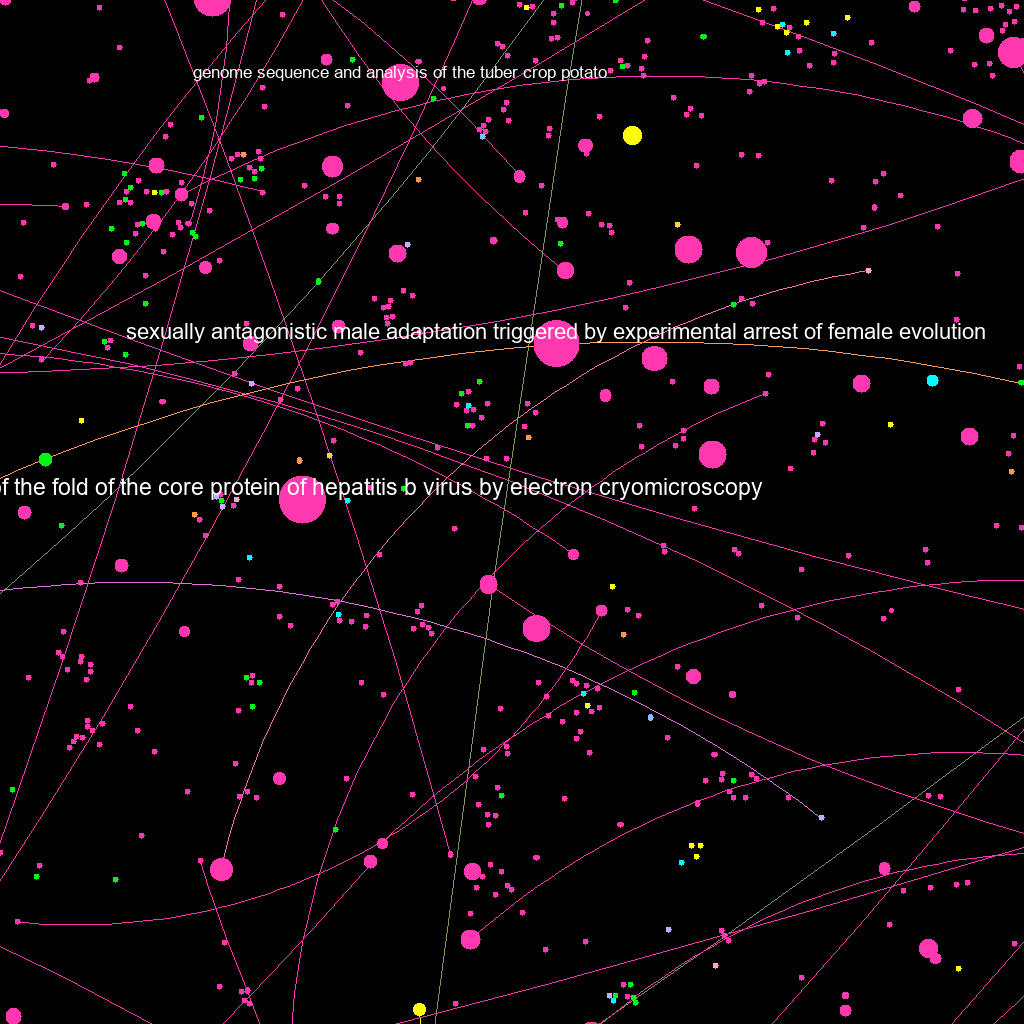 genome sequence and analysis of the tuber crop potato
sexually antagonistic male adaptation triggered by experimental arrest of female evolution
of the fold of the core protein of hepatitis b virus by electron cryomicroscopy